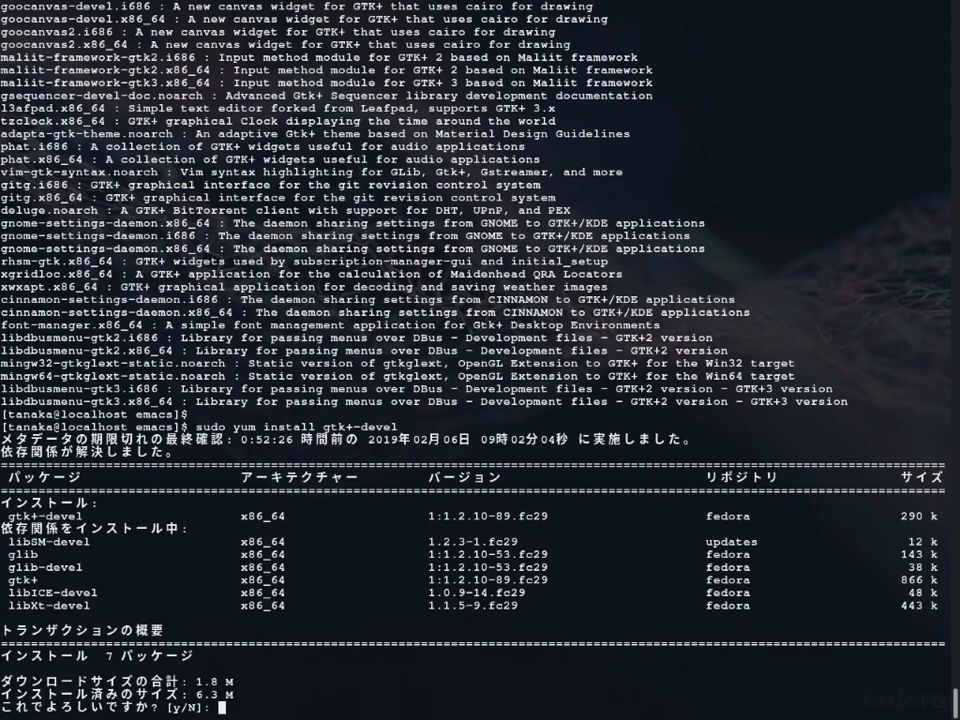 goocanvas-devel.i686 : A new canvas widget for GTK+ that uses cairo for drawing
goocanvas-devel.x86_64 : A new canvas widget for GTK+ that uses cairo for drawing
goocanvas2.i686 : A new canvas widget for GTK+ that uses cairo for drawing
goocanvas2.x86_64 : A new canvas widget for GTK+ that uses cairo for drawing
maliit-framework-gtk2.i686 : Input method module for GTK+ 2 based on Maliit framework
maliit-framework-gtk2.x86_64 : Input method module for GTK+ 2 based on Maliit framework
maliit-framework-gtk3.x86_64 : Input method module for GTK+ 3 based on Maliit framework
gsequencer-devel-doc.noarch : Advanced Gtk+ Sequencer library development documentation
l3afpad.x86_64 : Simple text editor forked from Leafpad, supports GTK+ 3.x
tzclock.x86_64 : GTK+ graphical Clock displaying the time around the world
adapta-gtk-theme.noarch : An adaptive Gtk+ theme based on Material Design Guidelines
phat.i686 : A collection of GTK+ widgets useful for audio applications
phat.x86_64 : A collection of GTK+ widgets useful for audio applications
vim-gtk-syntax.noarch : Vim syntax highlighting for GLib, Gtk+, Gstreamer, and more
gitg.i686 : GTK+ graphical interface for the git revision control system
gitg.x86_64 : GTK+ graphical interface for the git revision control system
deluge.noarch : A GTK+ BitTorrent client with support for DHT, UPnP, and PEX
gnome-settings-daemon.x86_64 : The daemon sharing settings from GNOME to GTK+/KDE applications
gnome-settings-daemon.i686 : The daemon sharing settings from GNOME to GTK+/KDE applications
gnome-settings-daemon.x86_64 : The daemon sharing settings from GNOME to GTK+/KDE applications
rhsm-gtk.x86_64 : GTK+ widgets used by subscription-manager-gui and initial_setup
xgridloc.x86_64 : A GTK+ application for the calculation of Maidenhead QRA Locators
xwxapt.x86_64 : GTK+ graphical application for decoding and saving weather images
cinnamon-settings-daemon.i686 : The daemon sharing settings from CINNAMON to GTK+/KDE applications
cinnamon-settings-daemon.x86_64 : The daemon sharing settings from CINNAMON to GTK+/KDE applications
font-manager.x86_64 : A simple font management application for Gtk+ Desktop Environments
libdbusmenu-gtk2.i686 : Library for passing menus over DBus - Development files - GTK+2 version
libdbusmenu-gtk2.x86_64 : Library for passing menus over DBus - Development files - GTK+2 version
mingw32-gtkglext-static.noarch : Static version of gtkglext, OpenGL Extension to GTK+ for the Win32 target
mingw64-gtkglext-static.noarch : Static version of gtkglext, OpenGL Extension to GTK+ for the Win64 target
libdbusmenu-gtk3.i686 : Library for passing menus over DBus - Development files - GTK+2 version - GTK+3 version
libdbusmenu-gtk3.x86_64 : Library for passing menus over DBus - Development files - GTK+2 version - GTK+3 version
[tanaka@localhost emacs]$
[tanaka@localhost emacs]$ sudo yum install gtk+-devel
メタデータの期限切れの最終確認: 0:52:26 時間前の 2019年02月06日 09時02分04秒 に実施しました。
依存関係が解決しました。
パッケージ アーキテクチャー バージョン リポジトリ サイズ
インストール:
gtk+-devel x86_64 1:1.2.10-89.fc29 fedora 290 k
依存関係をインストール中:
libSM-devel x86_64 1.2.3-1.fc29 updates 12 k
glib x86_64 1:1.2.10-53.fc29 fedora 143 k
glib-devel x86_64 1:1.2.10-53.fc29 fedora 38 k
gtk+ x86_64 1:1.2.10-89.fc29 fedora 866 k
libICE-devel x86_64 1.0.9-14.fc29 fedora 48 k
libXt-devel x86_64 1.1.5-9.fc29 fedora 443 k
トランザクションの概要
インストール 7 パッケージ
ダウンロードサイズの合計: 1.8 M
インストール済みのサイズ: 6.3 M
これでよろしいですか? [y/N]:
fedora